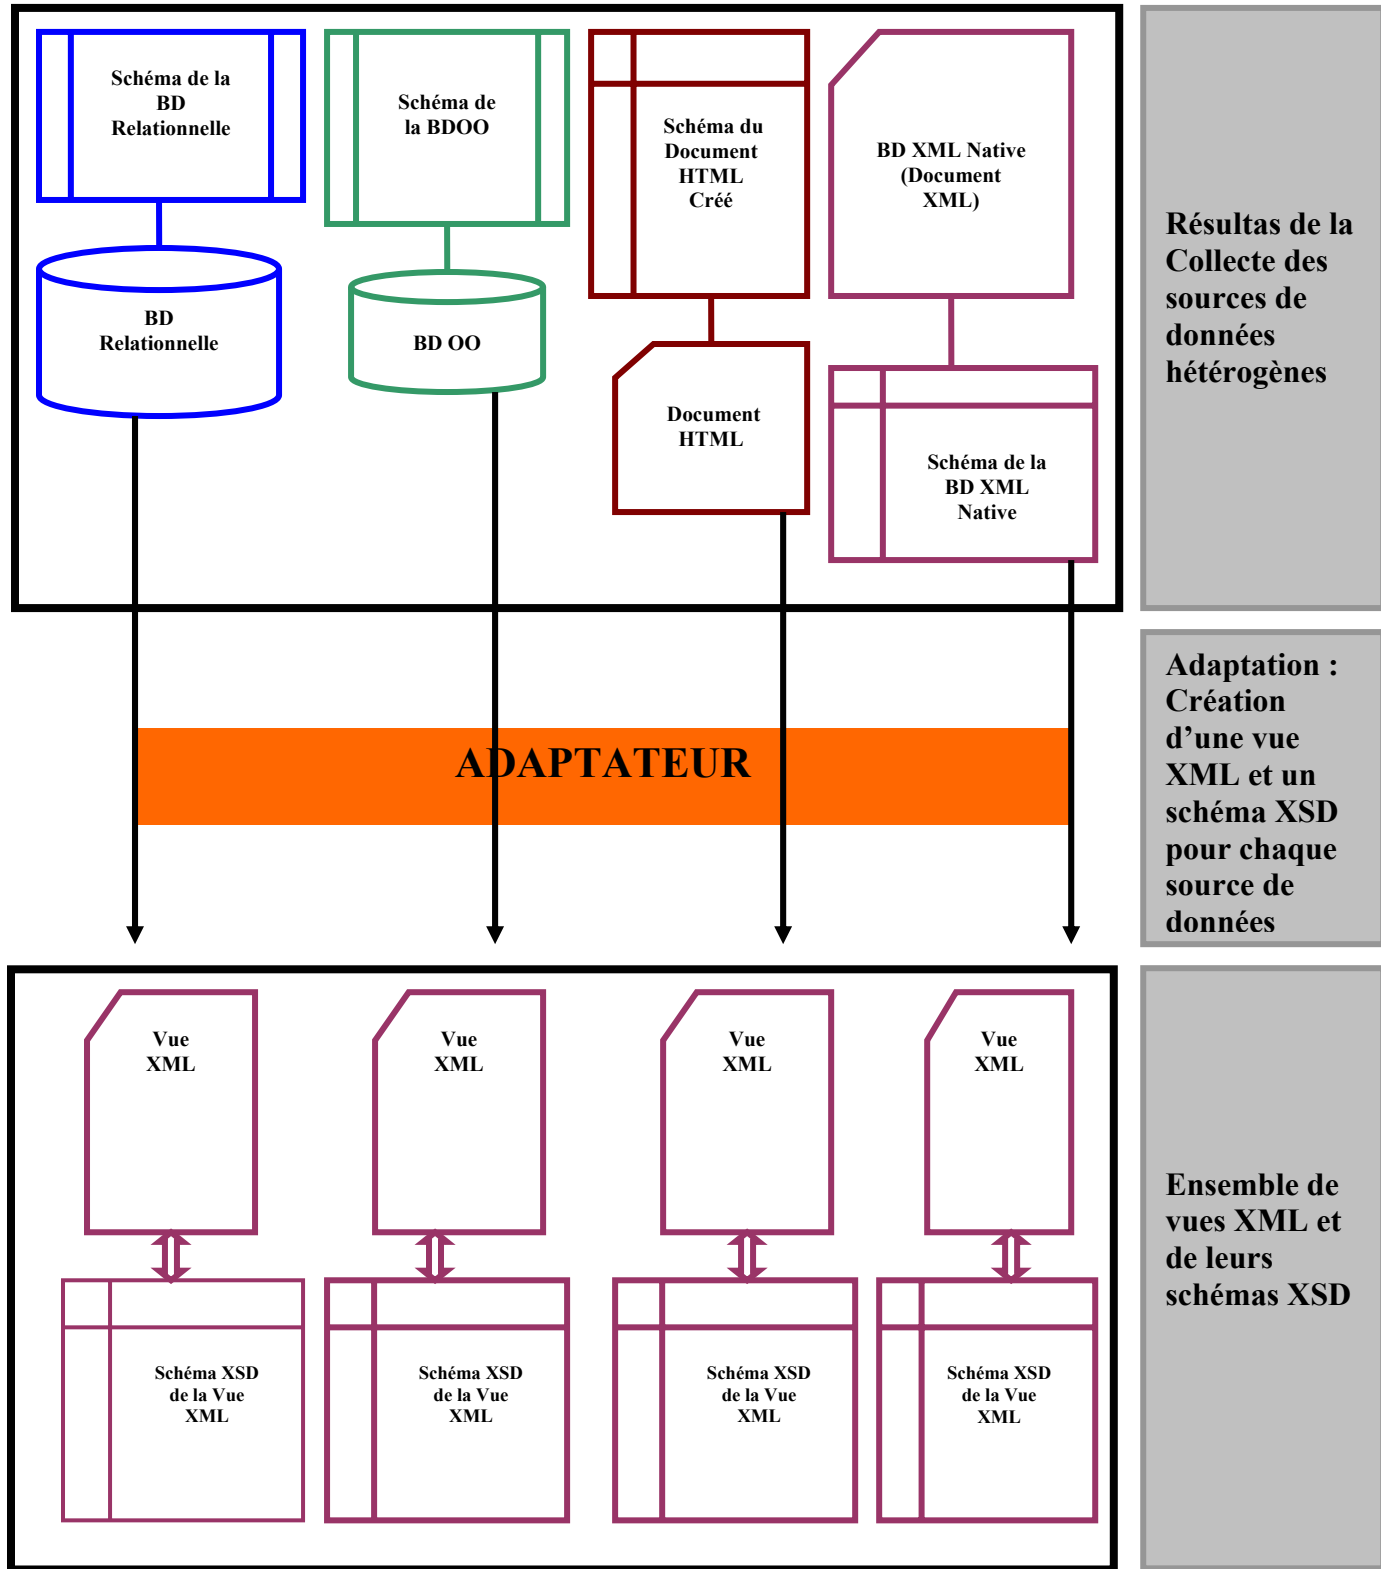 Schéma de la
BD
Relationnelle
Schéma de
la BDOO
Schéma du
Document
HTML
Créé
BD XML Native
(Document
XML)
BD
Relationnelle
BD OO
Document
HTML
Schéma de la
BD XML
Native
Résultas de la
Collecte des
sources de
données
hétérogènes
ADAPTATEUR
Adaptation :
Création
d’une vue
XML et un
schéma XSD
pour chaque
source de
données
Vue
XML
Vue
XML
Vue
XML
Vue
XML
Schéma XSD
de la Vue
XML
Schéma XSD
de la Vue
XML
Schéma XSD
de la Vue
XML
Schéma XSD
de la Vue
XML
Ensemble de
vues XML et
de leurs
schémas XSD